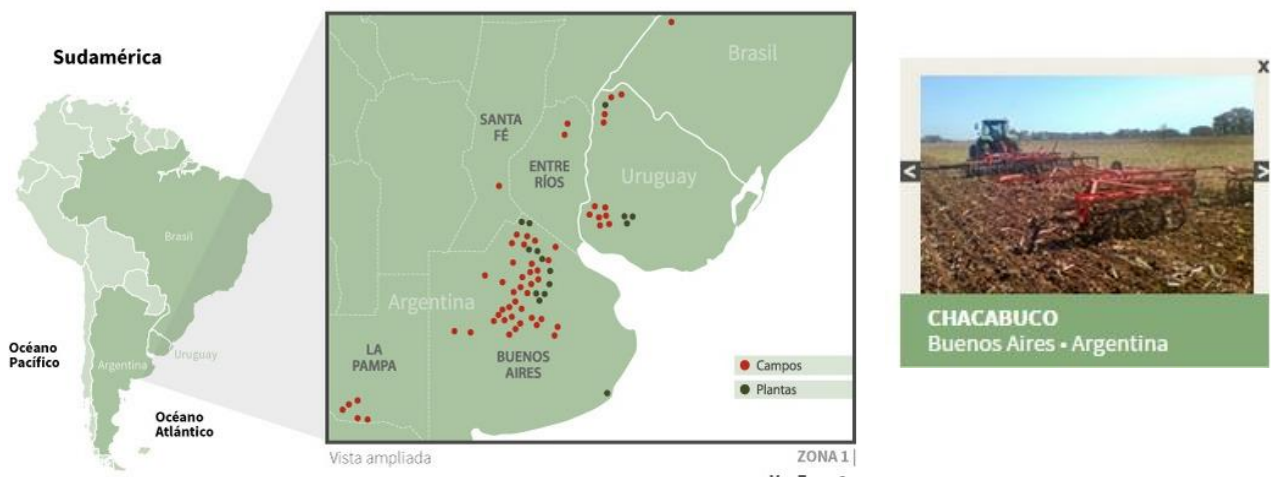 Sudamérica
Brasil
Océano
Pacífico
Argentina
Uruguay
Océano
Atlántico
Brasil
SANTA
FÉ
ENTRE
RÍOS
Uruguay
Argentina
LA
PAMPA
BUENOS
AIRES
Campos
Plantas
Vista ampliada
ZONA 1 |
x
<
>
CHACABUCO
Buenos Aires • Argentina